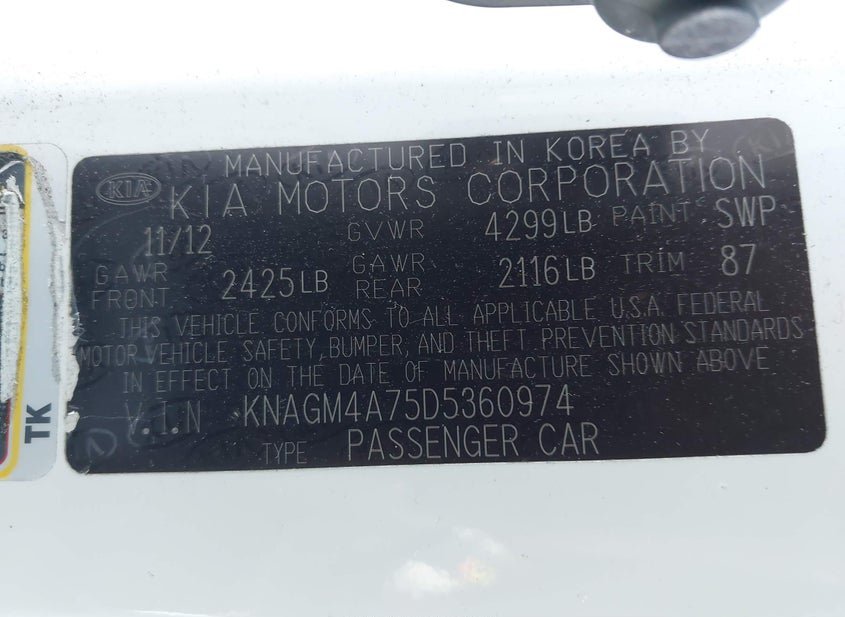 MANUFACTURED IN KOREA BY
KIA KIA MOTORS CORPORATION
11/12 GVWR 4299LB PAINT SWP
GAWR FRONT 2425LB GAWR REAR 2116LB TRIM 87
THIS VEHICLE CONFORMS TO ALL APPLICABLE U.S.A. FEDERAL
MOTOR VEHICLE SAFETY, BUMPER, AND THEFT PREVENTION STANDARDS
IN EFFECT ON THE DATE OF MANUFACTURE SHOWN ABOVE
V.I.N KNAGM4A75D5360974
TYPE PASSENGER CAR
TK